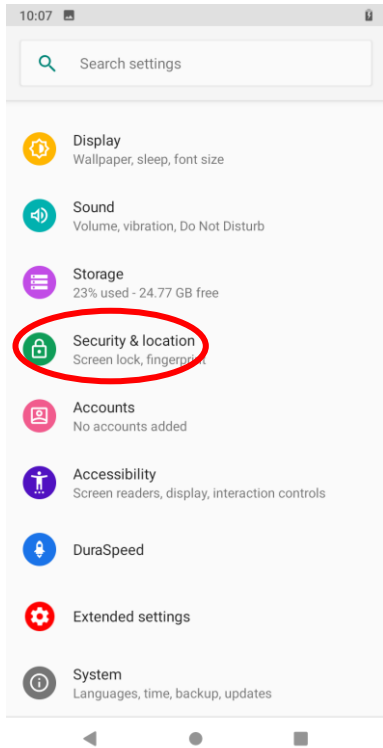 10:07
Search settings
Display
Wallpaper, sleep, font size
Sound
Volume, vibration, Do Not Disturb
Storage
23% used - 24.77 GB free
Security & location
Screen lock, fingerprint
Accounts
No accounts added
Accessibility
Screen readers, display, interaction controls
DuraSpeed
Extended settings
System
Languages, time, backup, updates